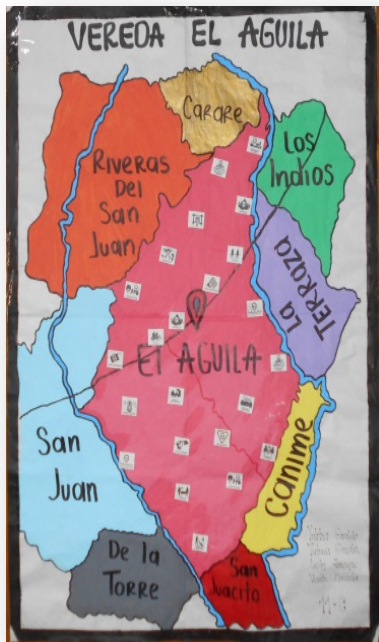 VEREDA EL AGUILA
CARARE
Los
Indios
RIVERAS
Del
San
Juan
LA
TERRAZA
El AGUILA
San
Juan
CANIME
De la
TORRE
San
Juacito